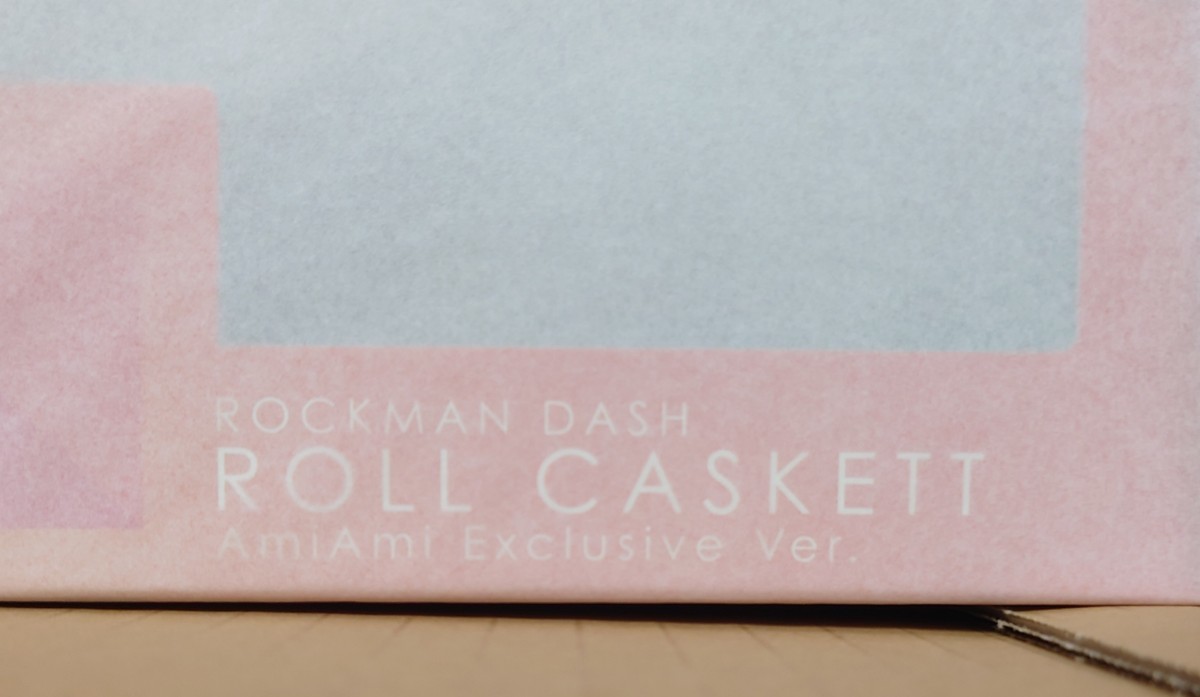 ROCKMAN DASH
ROLL CASKETT
AmiAmi Exclusive Ver.